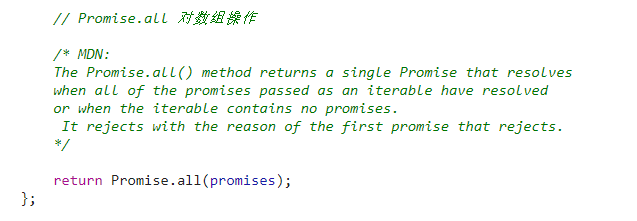 // Promise.all 对数组操作
/* MDN:
The Promise.all() method returns a single Promise that resolves
when all of the promises passed as an iterable have resolved
or when the iterable contains no promises.
It rejects with the reason of the first promise that rejects.
*/
return Promise.all(promises);
};